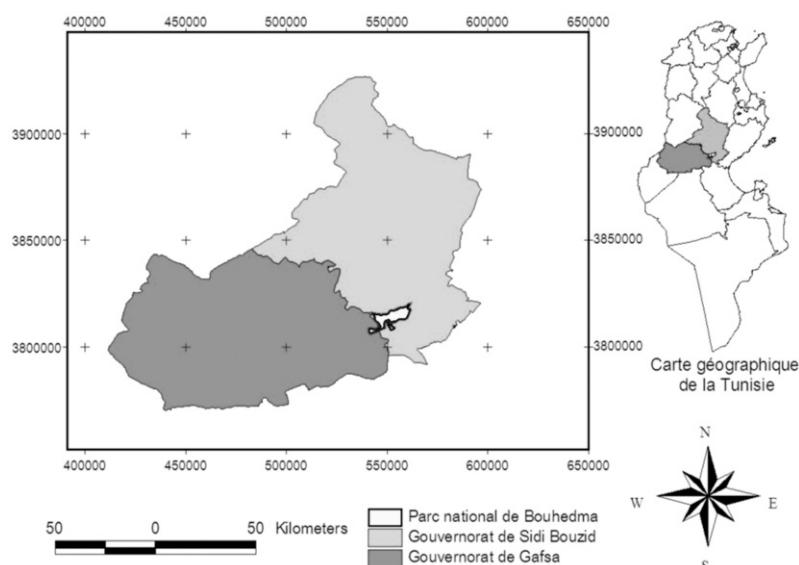 400000 450000 500000 550000 600000 650000
3900000 3900000
3850000 3850000
3800000 3800000
400000 450000 500000 550000 600000 650000
Carte géographique
de la Tunisie
N
W E
S
50 0 50 Kilometers
Parc national de Bouhedma
Gouvernorat de Sidi Bouzid
Gouvernorat de Gafsa